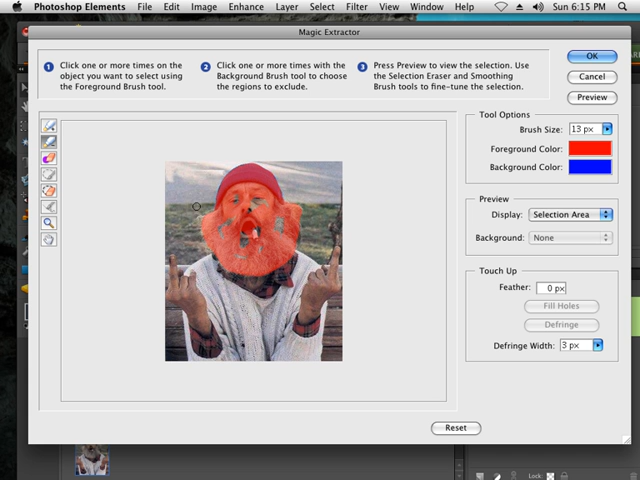 Photoshop Elements File Edit Image Enhance Layer Select Filter View Window Help Sun 6:15 PM
Magic Extractor
1 Click one or more times on the object you want to select using the Foreground Brush tool.
2 Click one or more times with the Background Brush tool to choose the regions to exclude.
3 Press Preview to view the selection. Use the Selection Eraser and Smoothing Brush tools to fine-tune the selection.
OK
Cancel
Preview
Tool Options
Brush Size: 13 px
Foreground Color:
Background Color:
Preview
Display: Selection Area
Background: None
Touch Up
Feather: 0 px
Fill Holes
Defringe
Defringe Width: 3 px
Reset
Lock: